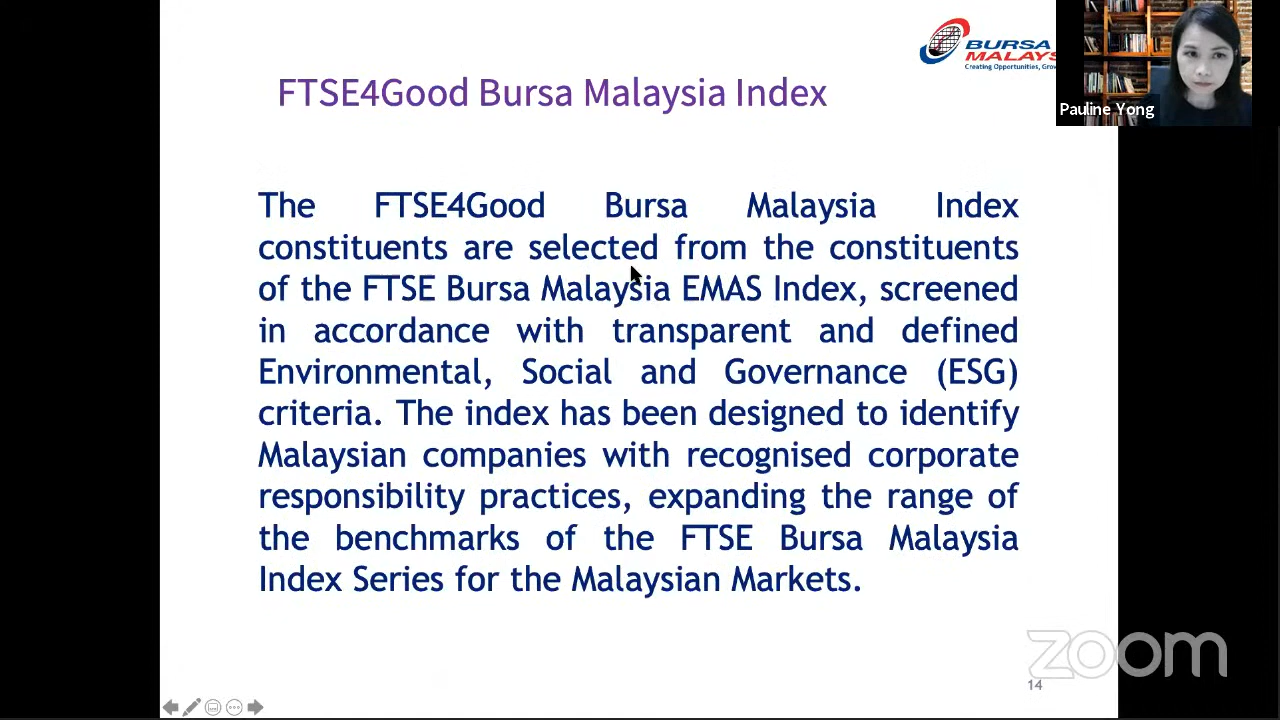 BURSA
MALAYS
Creating Opportunities, Grow
Pauline Yong
FTSE4Good Bursa Malaysia Index
The FTSE4Good Bursa Malaysia Index
constituents are selected from the constituents
of the FTSE Bursa Malaysia EMAS Index, screened
in accordance with transparent and defined
Environmental, Social and Governance (ESG)
criteria. The index has been designed to identify
Malaysian companies with recognised corporate
responsibility practices, expanding the range of
the benchmarks of the FTSE Bursa Malaysia
Index Series for the Malaysian Markets.
zoom
14